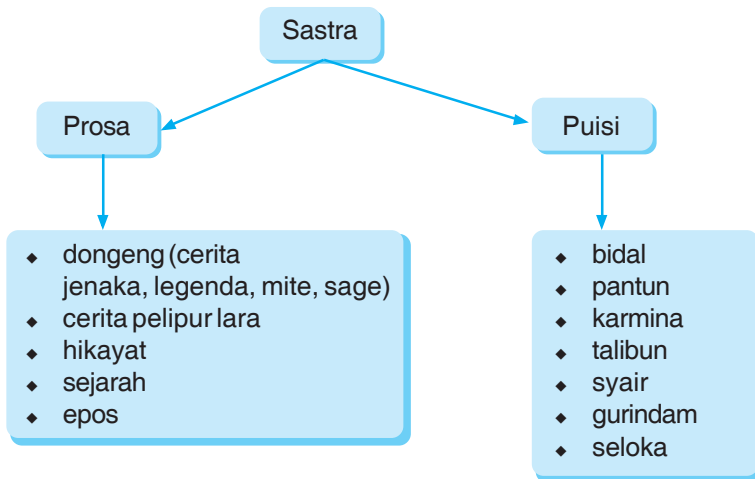 Sastra
Prosa
Puisi
◆ dongeng (cerita
jenaka, legenda, mite, sage)
◆ cerita pelipur lara
◆ hikayat
◆ sejarah
◆ epos
◆ bidal
◆ pantun
◆ karmina
◆ talibun
◆ syair
◆ gurindam
◆ seloka